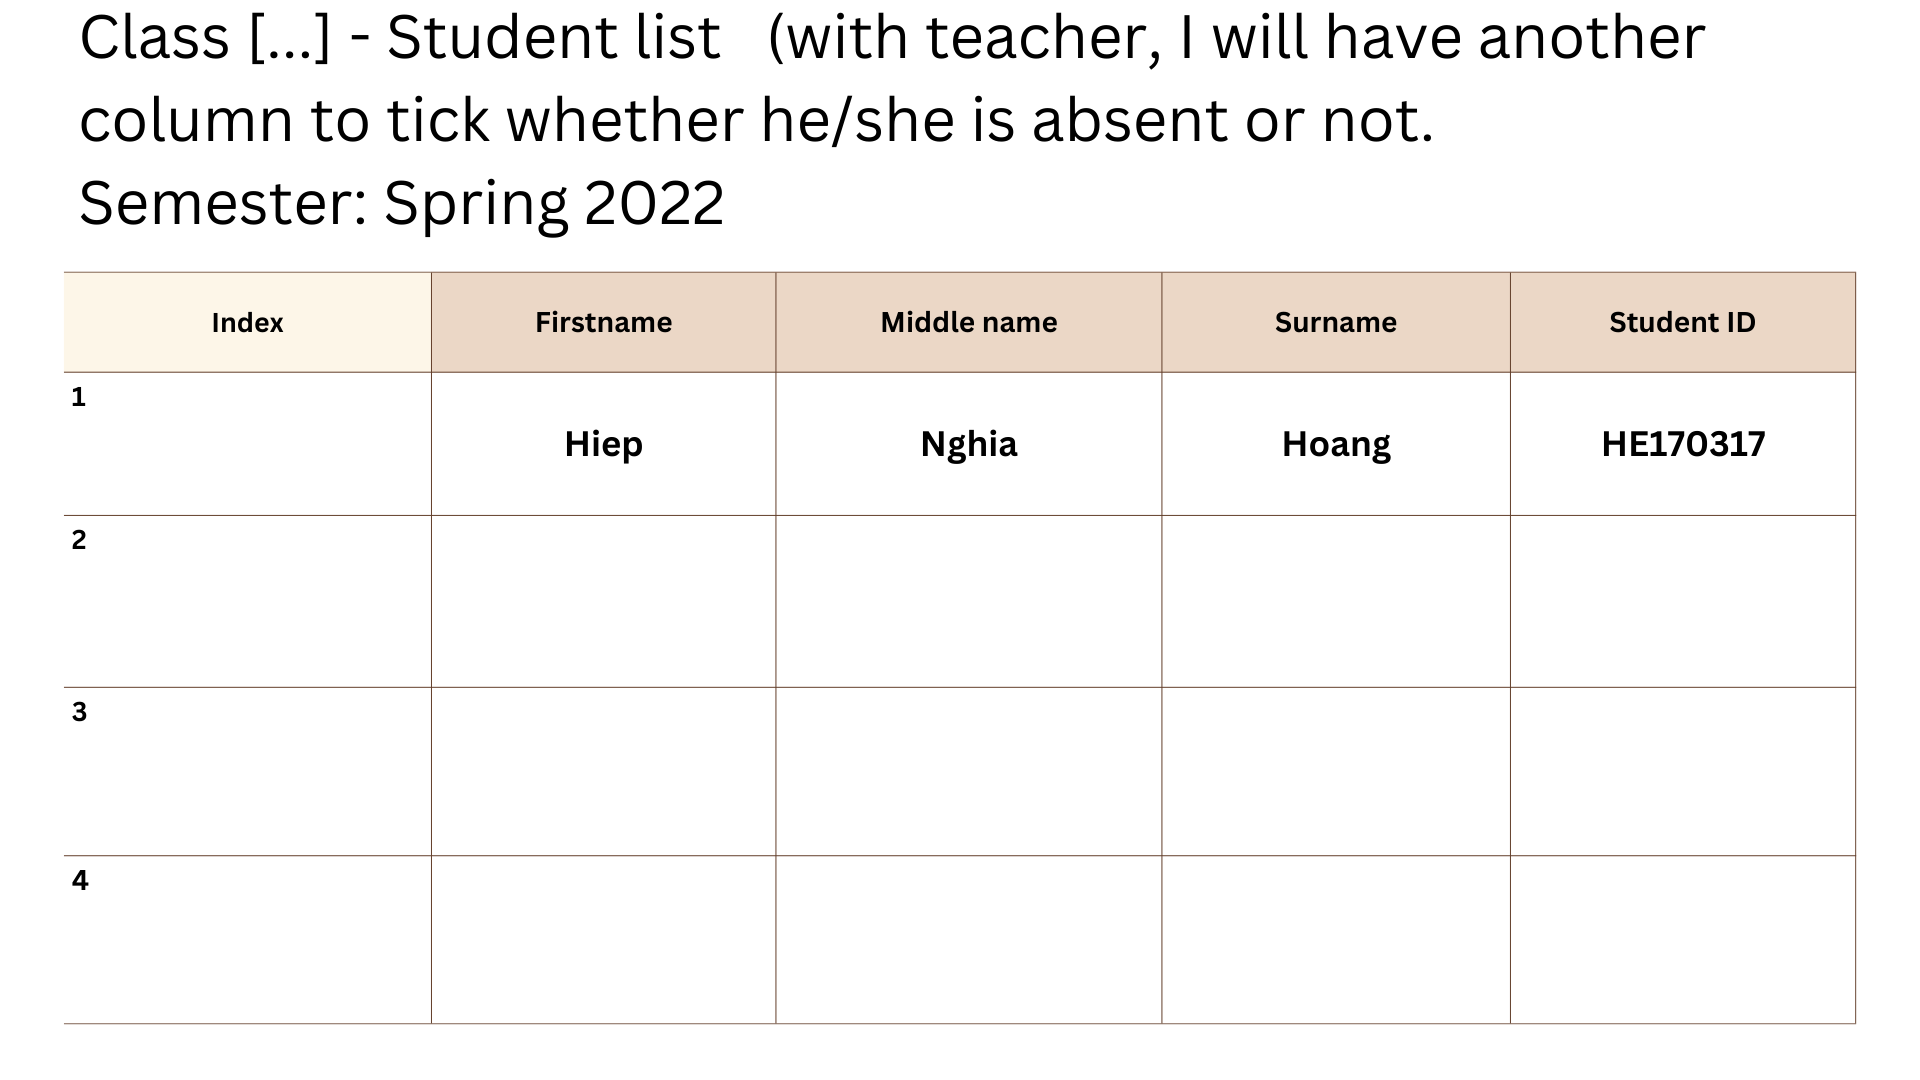 Class [...] - Student list (with teacher, I will have another
column to tick whether he/she is absent or not.
Semester: Spring 2022
Index Firstname Middle name Surname Student ID
1 Hiep Nghia Hoang HE170317
2
3
4